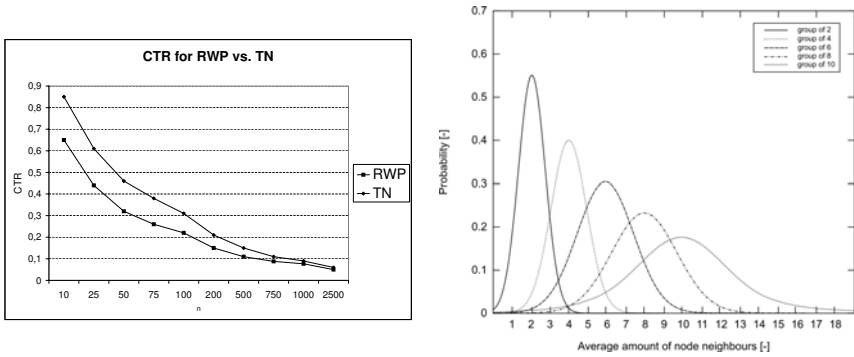 CTR for RWP vs. TN
0,9
0,8
0,7
0,6
0,5
0,4
0,3
0,2
0,1
0
CTR
10 25 50 75 100 200 500 750 1000 2500
n
RWP
TN
0.7
0.6
0.5
0.4
0.3
0.2
0.1
0
Probability [-]
group of 2
group of 4
group of 6
group of 8
group of 10
1 2 3 4 5 6 7 8 9 10 11 12 13 14 15 16 17 18
Average amount of node neighbours [-]